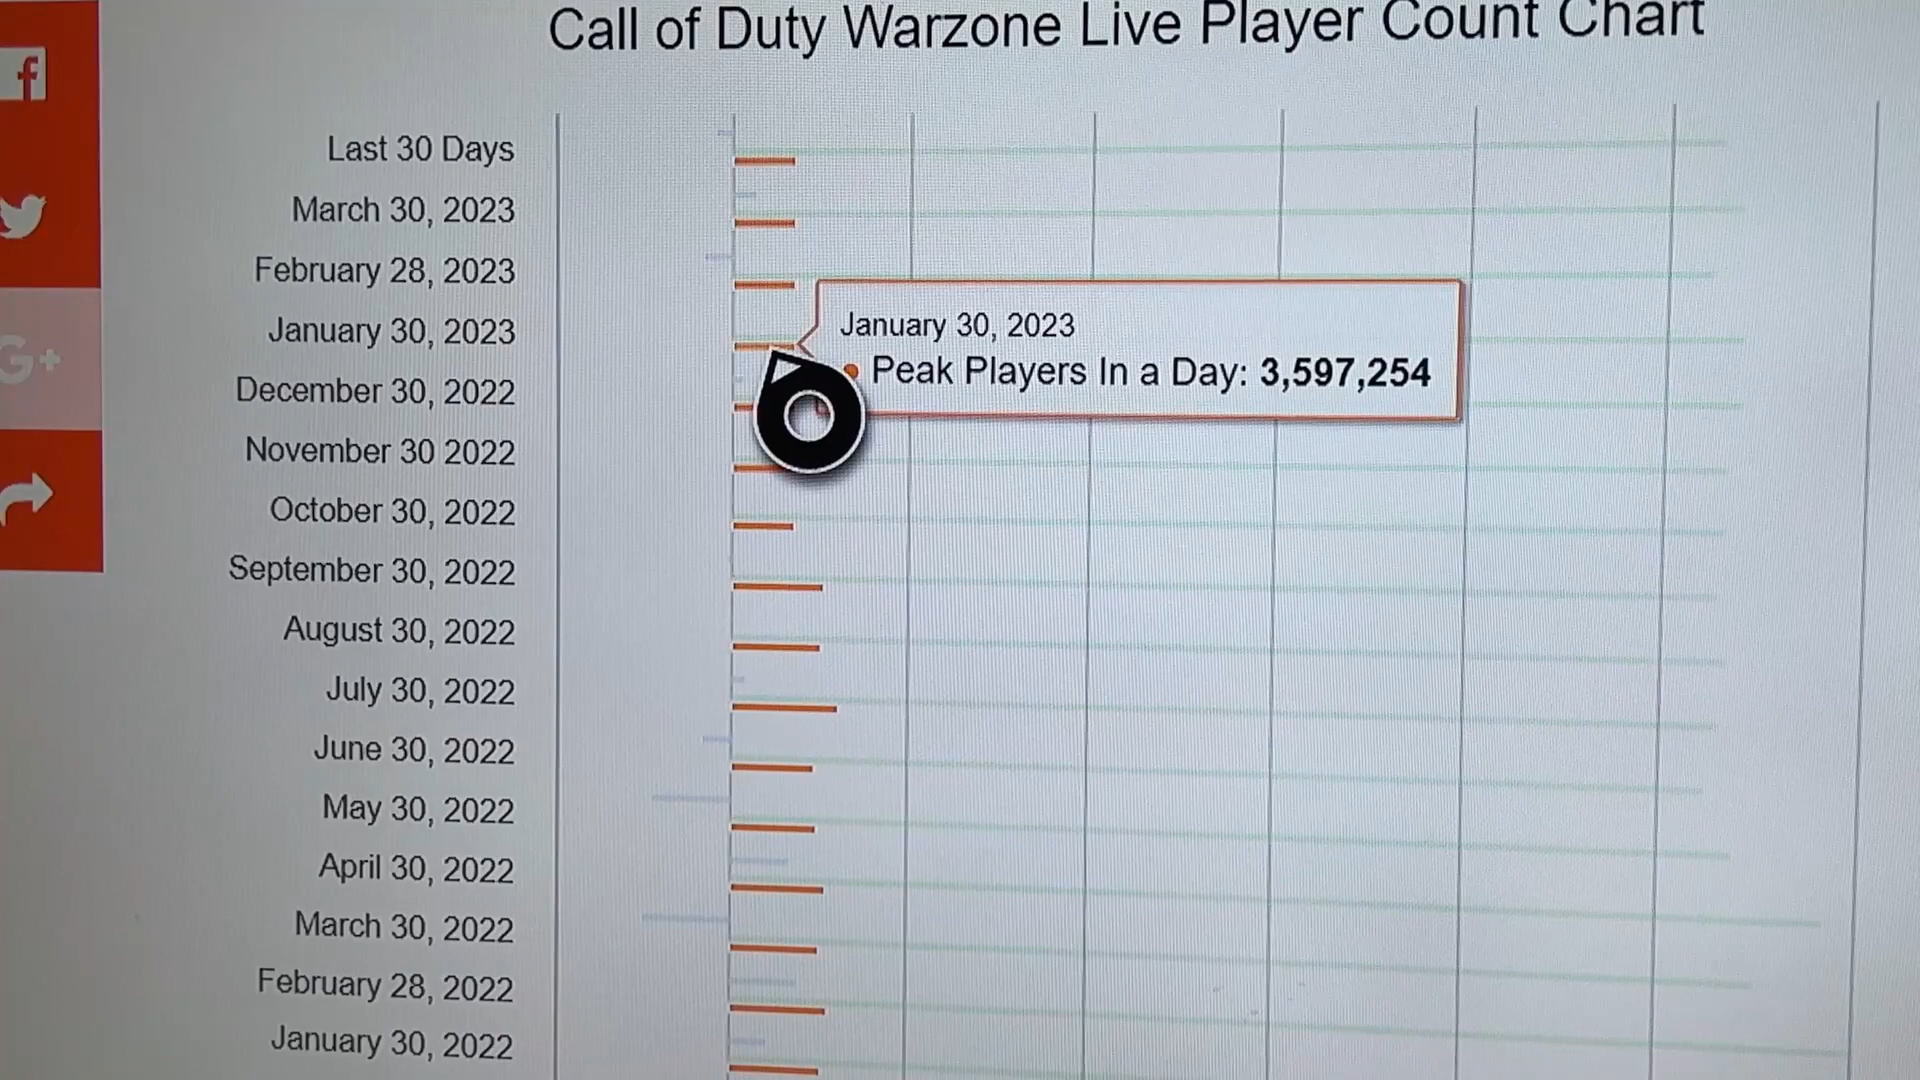 Call of Duty Warzone Live Player Count Chart
Last 30 Days
March 30, 2023
February 28, 2023
January 30, 2023
January 30, 2023
Peak Players In a Day: 3,597,254
December 30, 2022
November 30 2022
October 30, 2022
September 30, 2022
August 30, 2022
July 30, 2022
June 30, 2022
May 30, 2022
April 30, 2022
March 30, 2022
February 28, 2022
January 30, 2022
f
G+